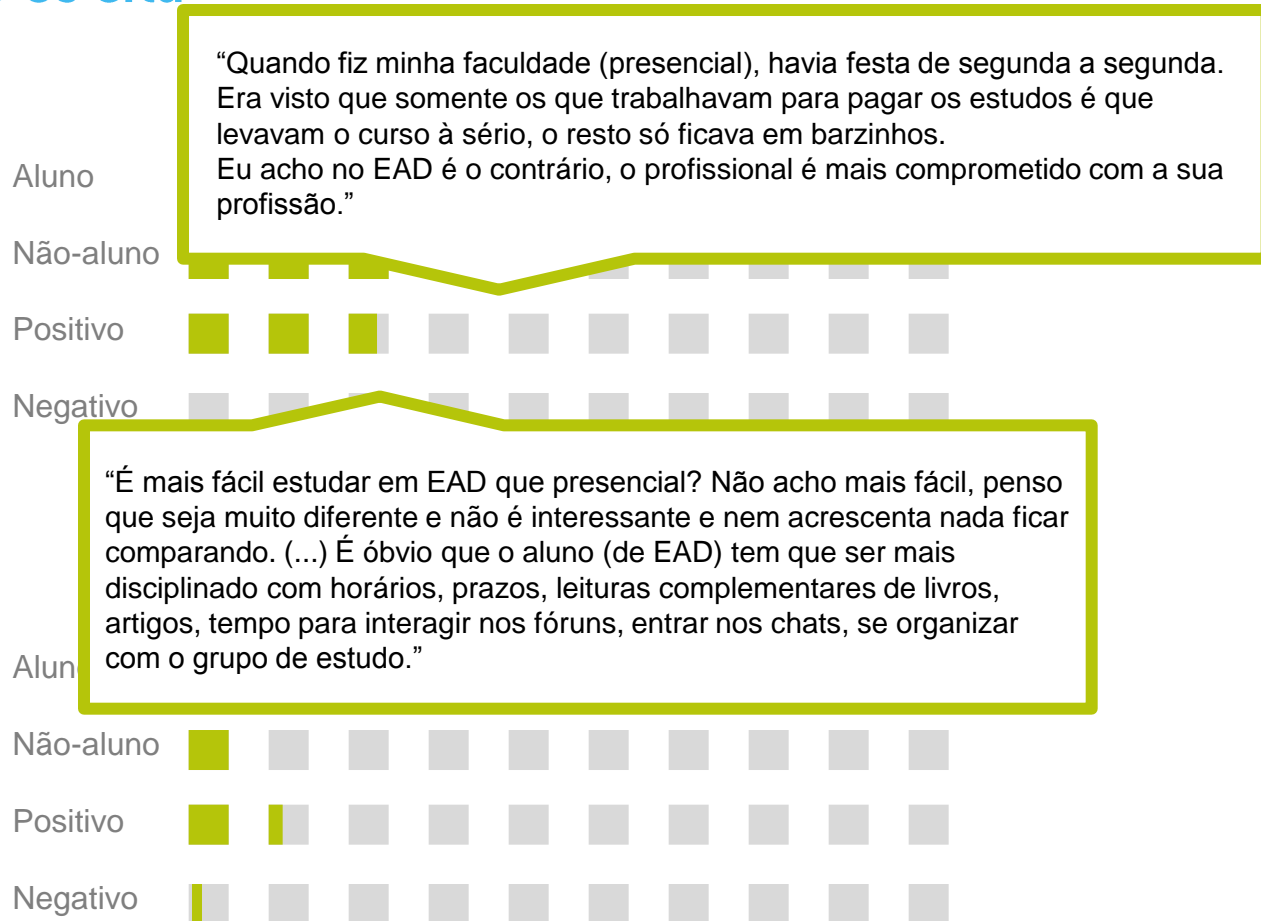 “Quando fiz minha faculdade (presencial), havia festa de segunda a segunda.
Era visto que somente os que trabalhavam para pagar os estudos é que
levavam o curso à sério, o resto só ficava em barzinhos.
Eu acho no EAD é o contrário, o profissional é mais comprometido com a sua
profissão.”
Aluno
Não-aluno
Positivo
Negativo
“É mais fácil estudar em EAD que presencial? Não acho mais fácil, penso
que seja muito diferente e não é interessante e nem acrescenta nada ficar
comparando. (...) É óbvio que o aluno (de EAD) tem que ser mais
disciplinado com horários, prazos, leituras complementares de livros,
artigos, tempo para interagir nos fóruns, entrar nos chats, se organizar
com o grupo de estudo.”
Não-aluno
Positivo
Negativo